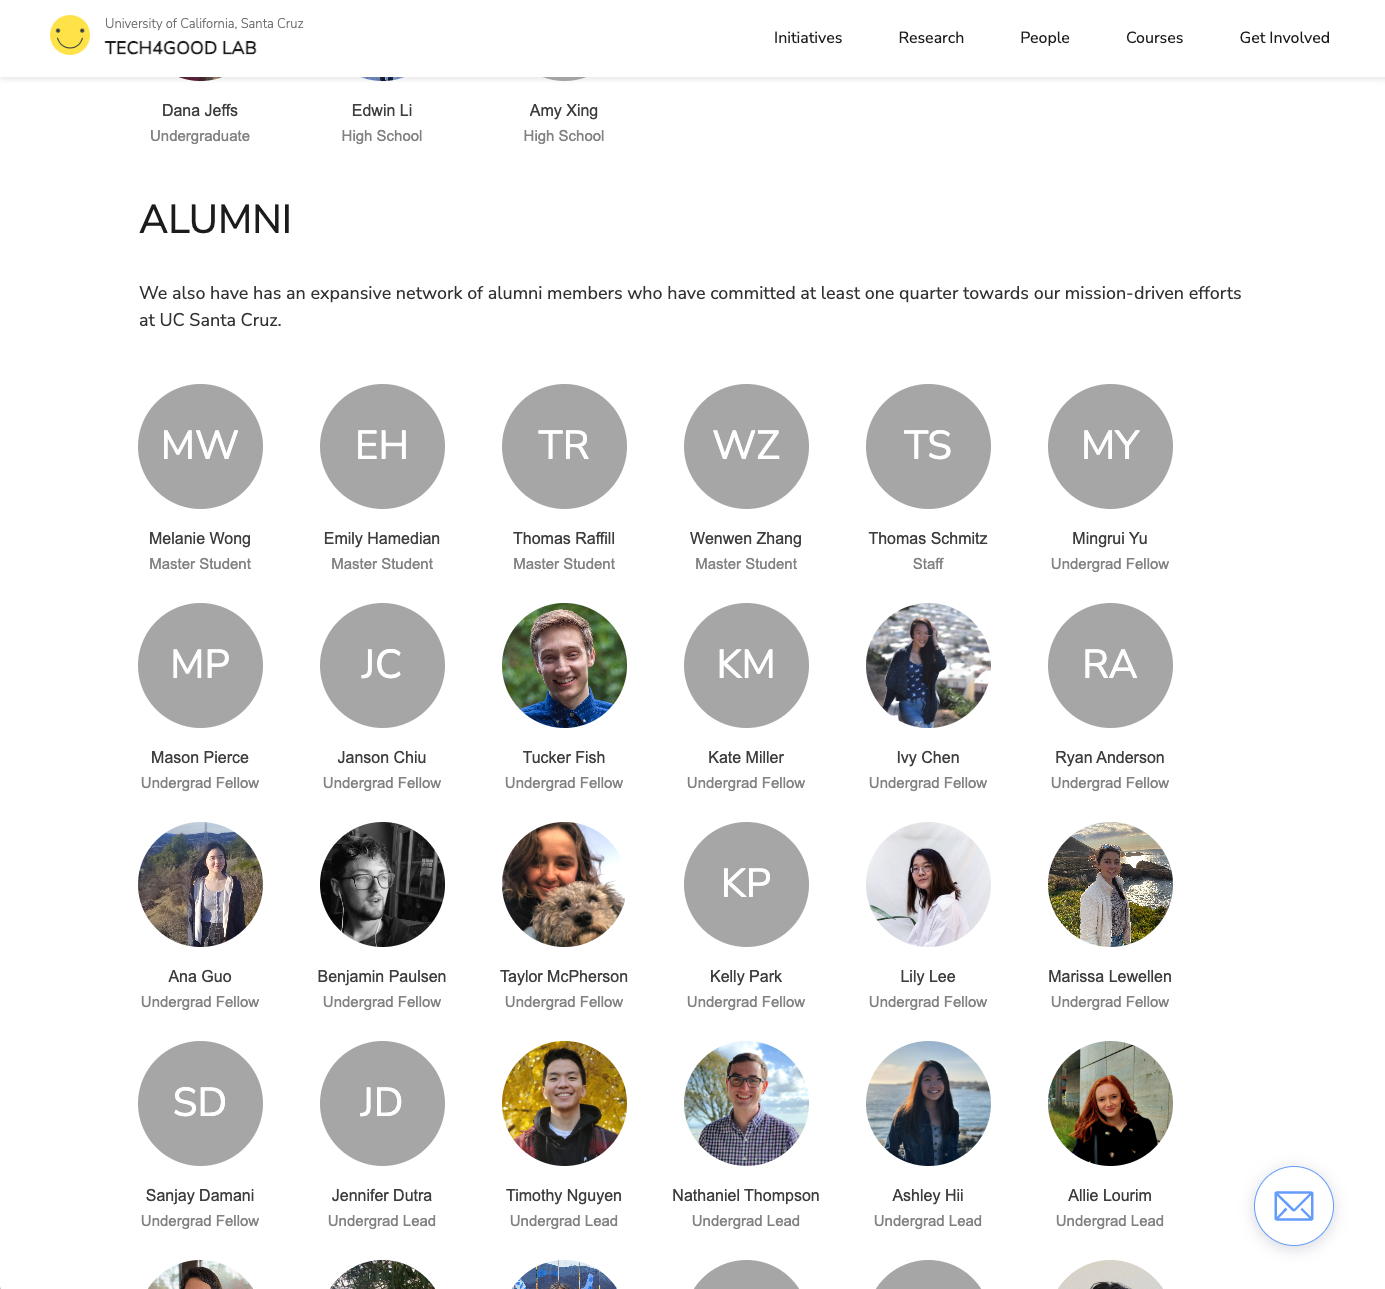 University of California, Santa Cruz
TECH4GOOD LAB
Initiatives
Research
People
Courses
Get Involved
Dana Jeffs
Undergraduate
Edwin Li
High School
Amy Xing
High School
ALUMNI
We also have has an expansive network of alumni members who have committed at least one quarter towards our mission-driven efforts
at UC Santa Cruz.
MW
EH
TR
WZ
TS
MY
Melanie Wong
Master Student
Emily Hamedian
Master Student
Thomas Raffill
Master Student
Wenwen Zhang
Master Student
Thomas Schmitz
Staff
Mingrui Yu
Undergrad Fellow
MP
JC
KM
RA
Mason Pierce
Undergrad Fellow
Janson Chiu
Undergrad Fellow
Tucker Fish
Undergrad Fellow
Kate Miller
Undergrad Fellow
Ivy Chen
Undergrad Fellow
Ryan Anderson
Undergrad Fellow
KP
Ana Guo
Undergrad Fellow
Benjamin Paulsen
Undergrad Fellow
Taylor McPherson
Undergrad Fellow
Kelly Park
Undergrad Fellow
Lily Lee
Undergrad Fellow
Marissa Lewellen
Undergrad Fellow
SD
JD
Sanjay Damani
Undergrad Fellow
Jennifer Dutra
Undergrad Lead
Timothy Nguyen
Undergrad Lead
Nathaniel Thompson
Undergrad Lead
Ashley Hii
Undergrad Lead
Allie Lourim
Undergrad Lead